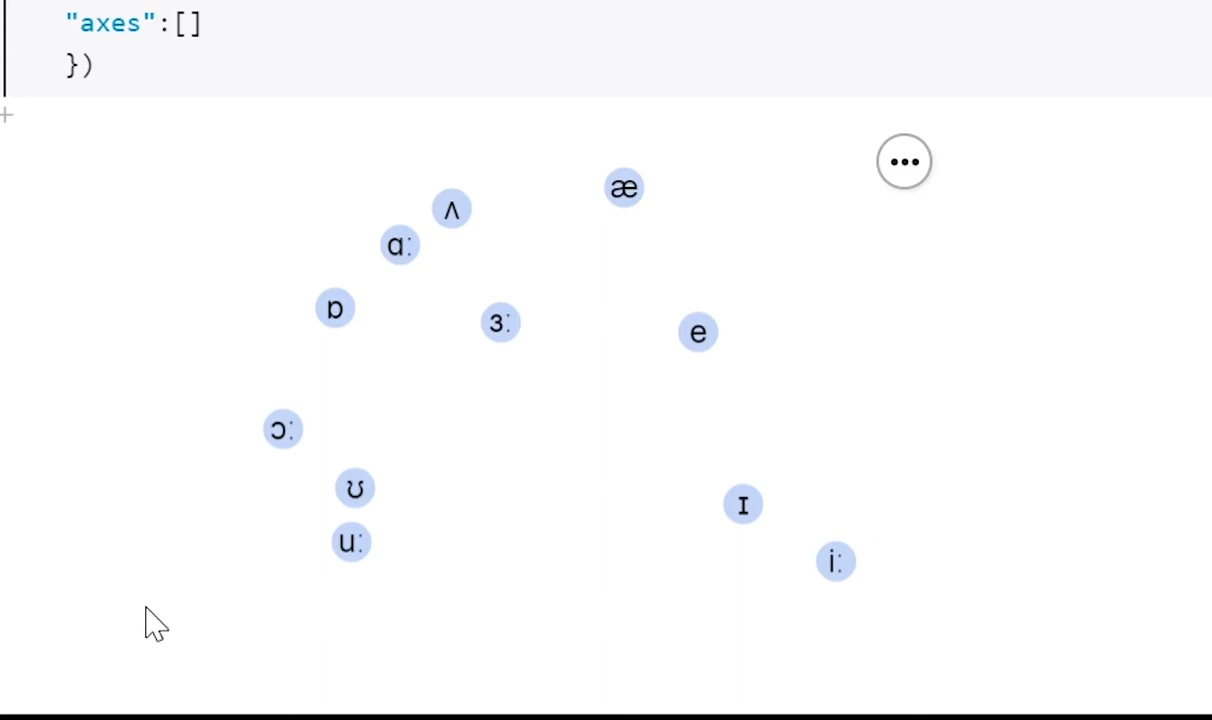 "axes":[]
})
+
•••
æ
ʌ
ɑː
ɒ
ɜː
e
ɔː
ʊ
ɪ
uː
iː